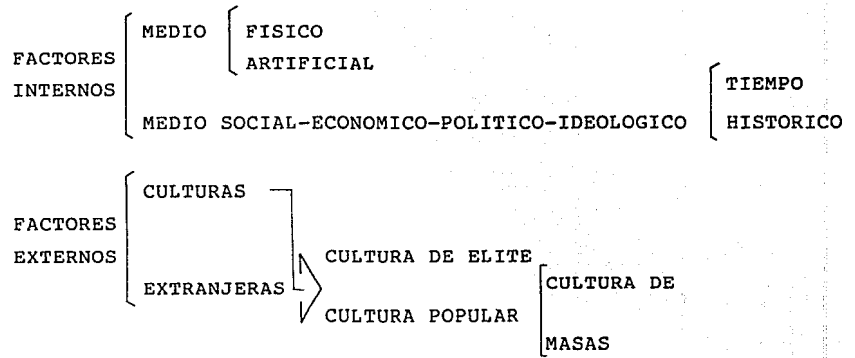 MEDIO FISICO
FACTORES ARTIFICIAL
INTERNOS TIEMPO
MEDIO SOCIAL-ECONOMICO-POLITICO-IDEOLOGICO HISTORICO
CULTURAS
FACTORES
EXTERNOS CULTURA DE ELITE
EXTRANJERAS CULTURA DE
CULTURA POPULAR
MASAS